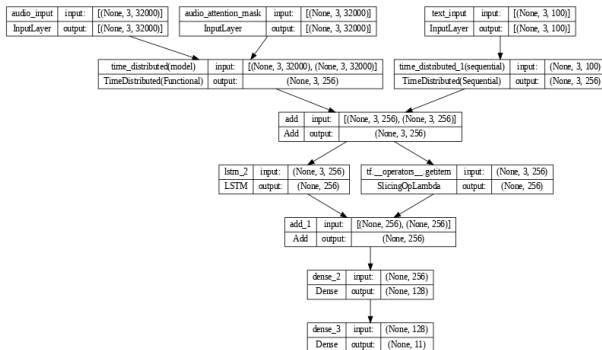 audio_input input: [(None, 3, 32000)]
InputLayer output: [(None, 3, 32000)]
audio_attention_mask input: [(None, 3, 32000)]
InputLayer output: [(None, 3, 32000)]
text_input input: [(None, 3, 100)]
InputLayer output: [(None, 3, 100)]
time_distributed(model) input: [(None, 3, 32000), (None, 3, 32000)]
TimeDistributed(Functional) output: (None, 3, 256)
time_distributed_1(sequential) input: (None, 3, 100)
TimeDistributed(Sequential) output: (None, 3, 256)
add input: [(None, 3, 256), (None, 3, 256)]
Add output: (None, 3, 256)
lstm_2 input: (None, 3, 256)
LSTM output: (None, 256)
tf.__operators__.getitem input: (None, 3, 256)
SlicingOpLambda output: (None, 256)
add_1 input: [(None, 256), (None, 256)]
Add output: (None, 256)
dense_2 input: (None, 256)
Dense output: (None, 128)
dense_3 input: (None, 128)
Dense output: (None, 11)